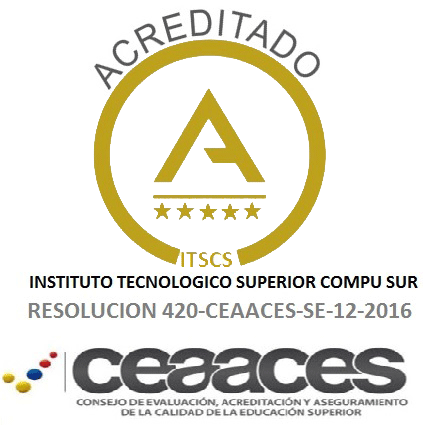 ACREDITADO
A
ITSCS
INSTITUTO TECNOLOGICO SUPERIOR COMPU SUR
RESOLUCION 420-CEAACES-SE-12-2016
ceaaces
CONSEJO DE EVALUACIÓN, ACREDITACIÓN Y ASEGURAMIENTO
DE LA CALIDAD DE LA EDUCACIÓN SUPERIOR